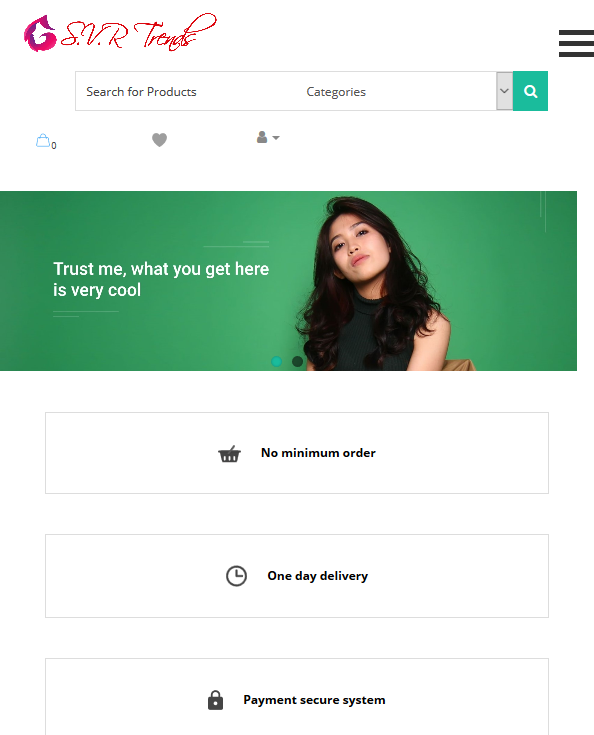 S.V.R Trends
Search for Products
Categories
0
Trust me, what you get here
is very cool
No minimum order
One day delivery
Payment secure system